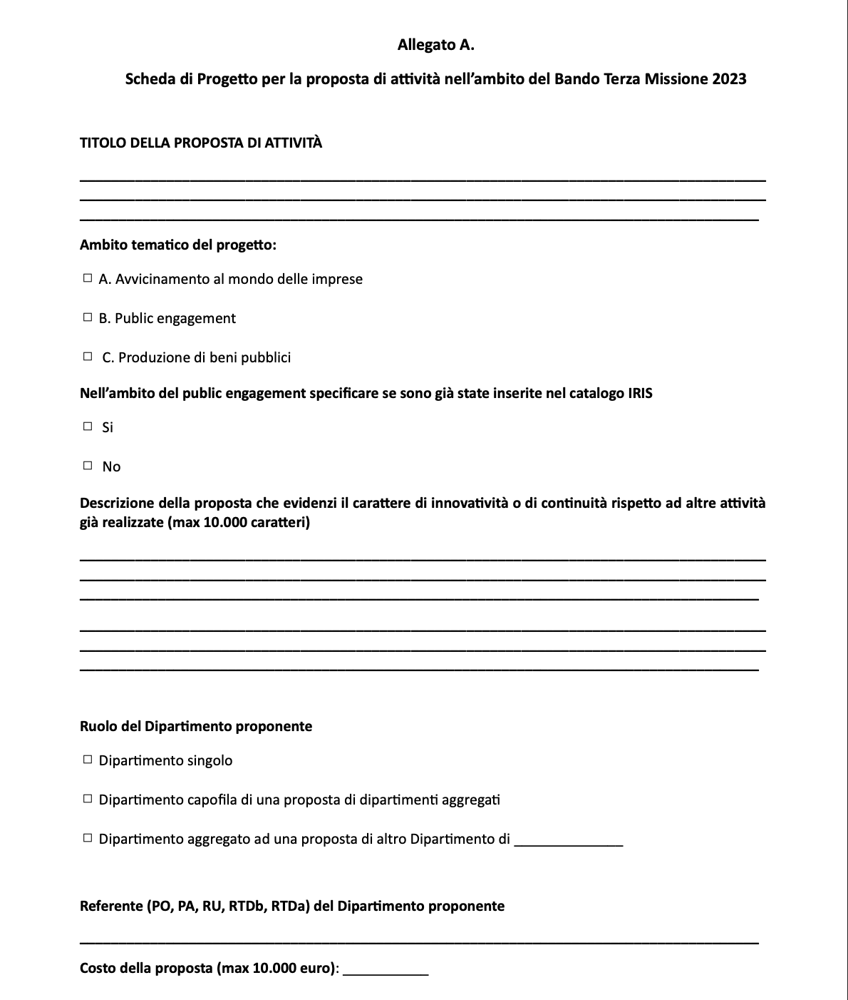 Allegato A.
Scheda di Progetto per la proposta di attività nell’ambito del Bando Terza Missione 2023
TITOLO DELLA PROPOSTA DI ATTIVITÀ
Ambito tematico del progetto:
☐ A. Avvicinamento al mondo delle imprese
☐ B. Public engagement
☐ C. Produzione di beni pubblici
Nell’ambito del public engagement specificare se sono già state inserite nel catalogo IRIS
☐ Si
☐ No
Descrizione della proposta che evidenzi il carattere di innovatività o di continuità rispetto ad altre attività
già realizzate (max 10.000 caratteri)
Ruolo del Dipartimento proponente
☐ Dipartimento singolo
☐ Dipartimento capofila di una proposta di dipartimenti aggregati
☐ Dipartimento aggregato ad una proposta di altro Dipartimento di ______________
Referente (PO, PA, RU, RTDb, RTDa) del Dipartimento proponente
Costo della proposta (max 10.000 euro): ___________